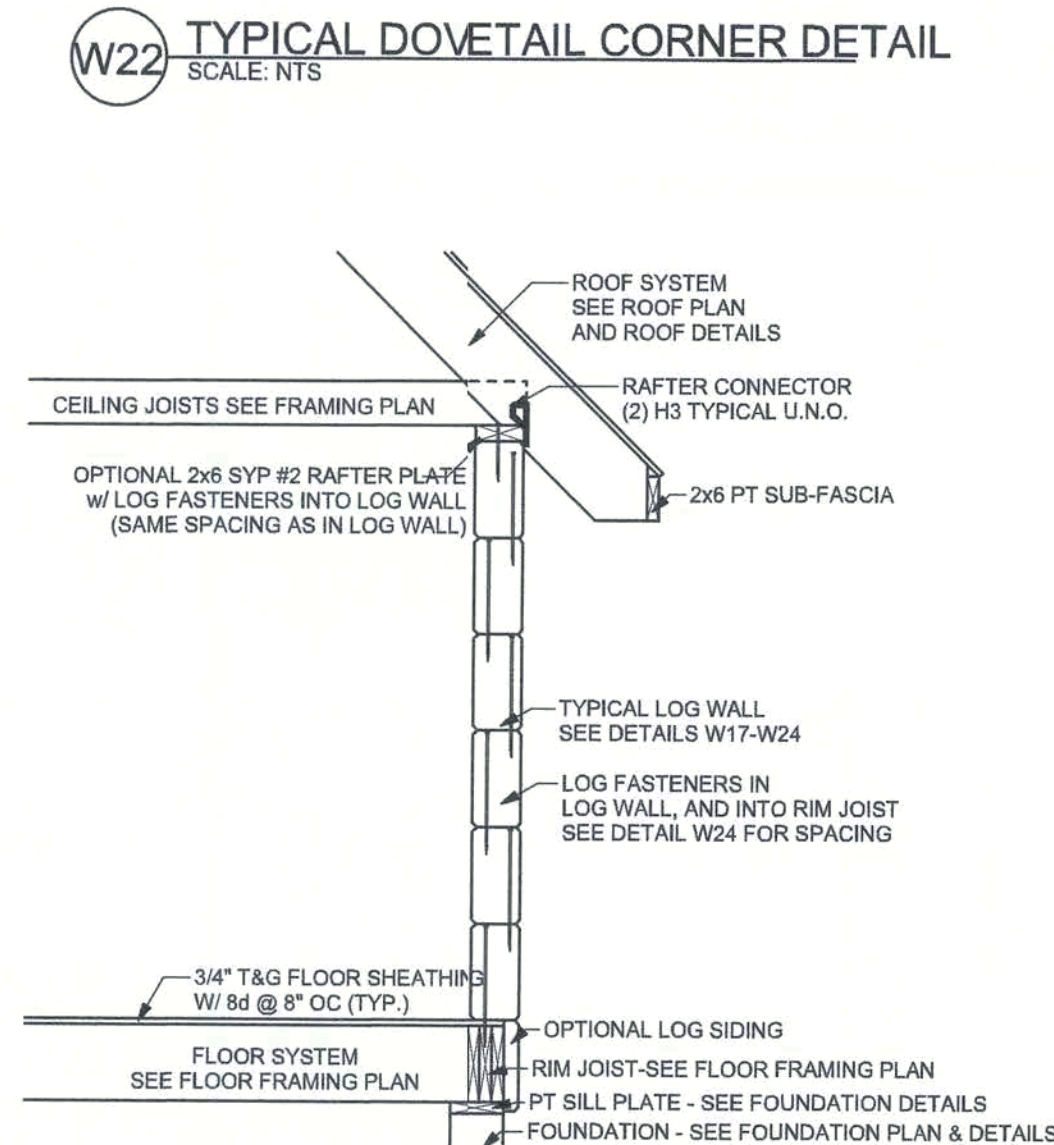 W22
TYPICAL DOVETAIL CORNER DETAIL
SCALE: NTS
ROOF SYSTEM
SEE ROOF PLAN
AND ROOF DETAILS
RAFTER CONNECTOR
(2) H3 TYPICAL U.N.O.
CEILING JOISTS SEE FRAMING PLAN
OPTIONAL 2x6 SYP #2 RAFTER PLATE
w/ LOG FASTENERS INTO LOG WALL
(SAME SPACING AS IN LOG WALL)
2x6 PT SUB-FASCIA
TYPICAL LOG WALL
SEE DETAILS W17-W24
LOG FASTENERS IN
LOG WALL, AND INTO RIM JOIST
SEE DETAIL W24 FOR SPACING
3/4" T&G FLOOR SHEATHING
W/ 8d @ 8" OC (TYP.)
FLOOR SYSTEM
SEE FLOOR FRAMING PLAN
OPTIONAL LOG SIDING
RIM JOIST-SEE FLOOR FRAMING PLAN
PT SILL PLATE - SEE FOUNDATION DETAILS
FOUNDATION - SEE FOUNDATION PLAN & DETAILS